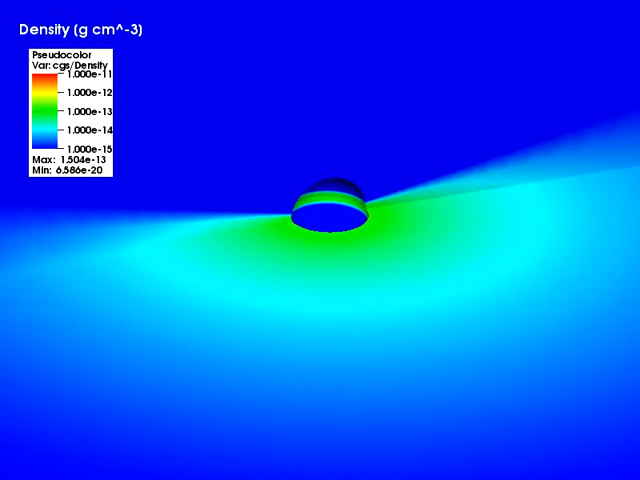 Density (g cm^-3)
Pseudocolor
Var: cgs/Density
1.000e-11
1.000e-12
1.000e-13
1.000e-14
1.000e-15
Max: 1.504e-13
Min: 6.586e-20